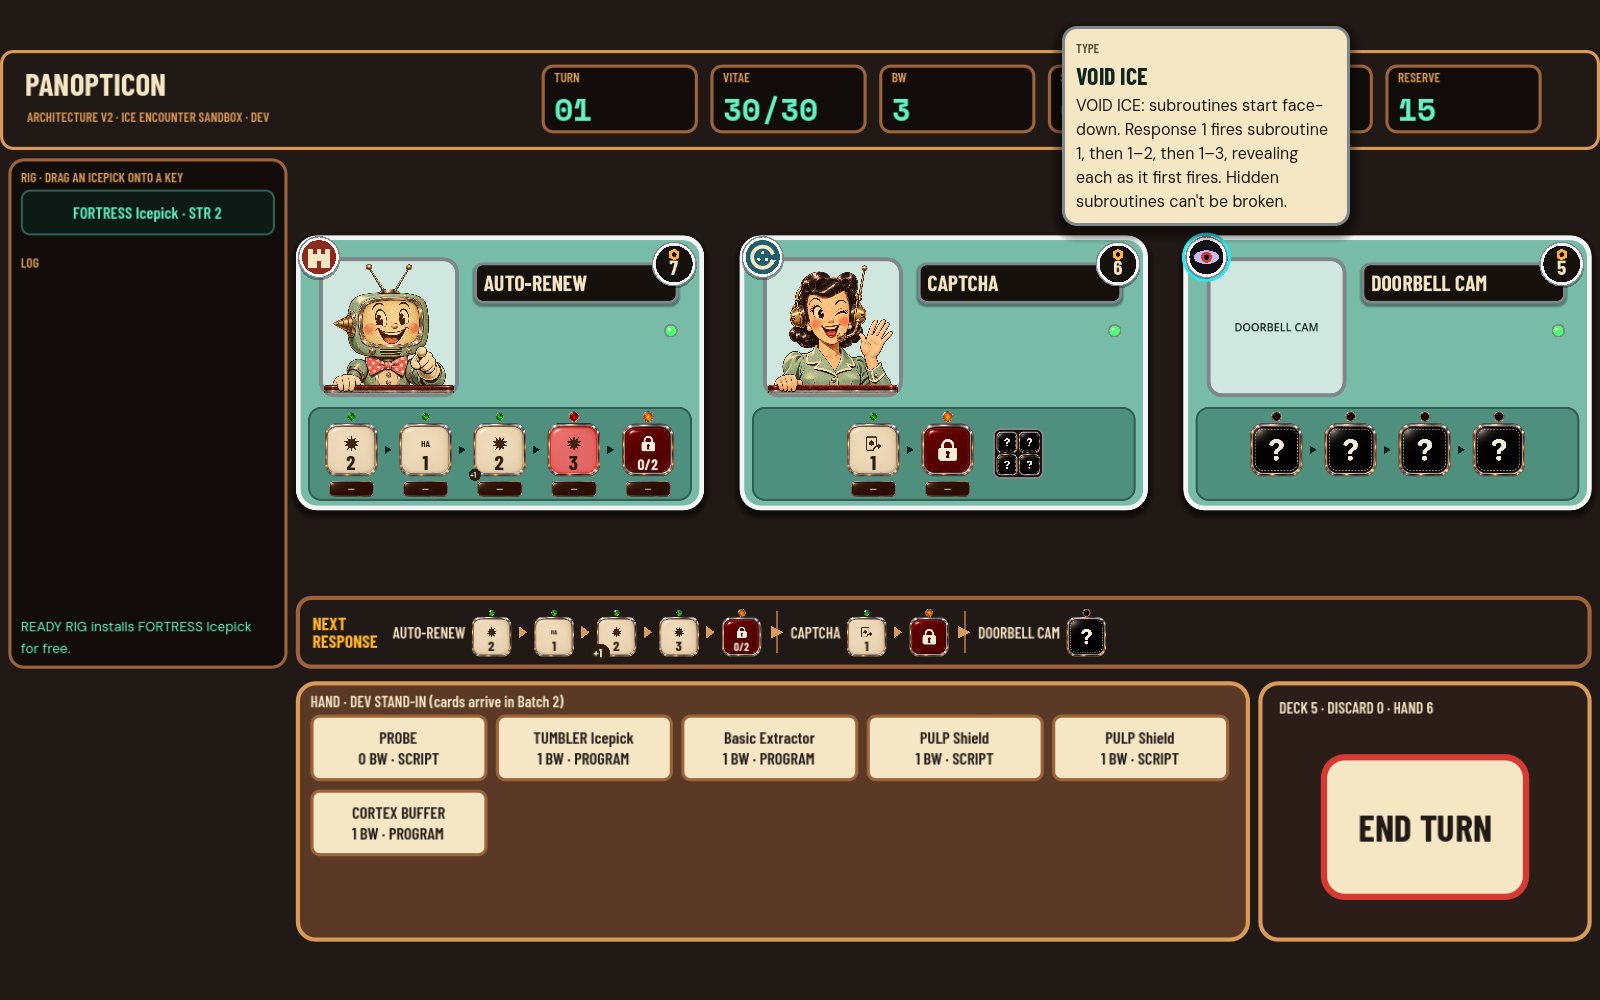 TYPE
VOID ICE
VOID ICE: subroutines start face-
down. Response 1 fires subroutine
1, then 1–2, then 1–3, revealing
each as it first fires. Hidden
subroutines can't be broken.
PANOPTICON
ARCHITECTURE V2 · ICE ENCOUNTER SANDBOX · DEV
TURN
01
VITAE
30/30
BW
3
RESERVE
15
RIG · DRAG AN ICEPICK ONTO A KEY
FORTRESS Icepick · STR 2
LOG
READY RIG installs FORTRESS Icepick
for free.
AUTO-RENEW
7
2
HA
1
+1
2
3
0/2
CAPTCHA
6
1
? ?
? ?
DOORBELL CAM
5
DOORBELL CAM
? ? ? ?
NEXT
RESPONSE
AUTO-RENEW
2
HA
1
+1
2
3
0/2
CAPTCHA
1
DOORBELL CAM
?
HAND · DEV STAND-IN (cards arrive in Batch 2)
PROBE
0 BW · SCRIPT
TUMBLER Icepick
1 BW · PROGRAM
Basic Extractor
1 BW · PROGRAM
PULP Shield
1 BW · SCRIPT
PULP Shield
1 BW · SCRIPT
CORTEX BUFFER
1 BW · PROGRAM
DECK 5 · DISCARD 0 · HAND 6
END TURN